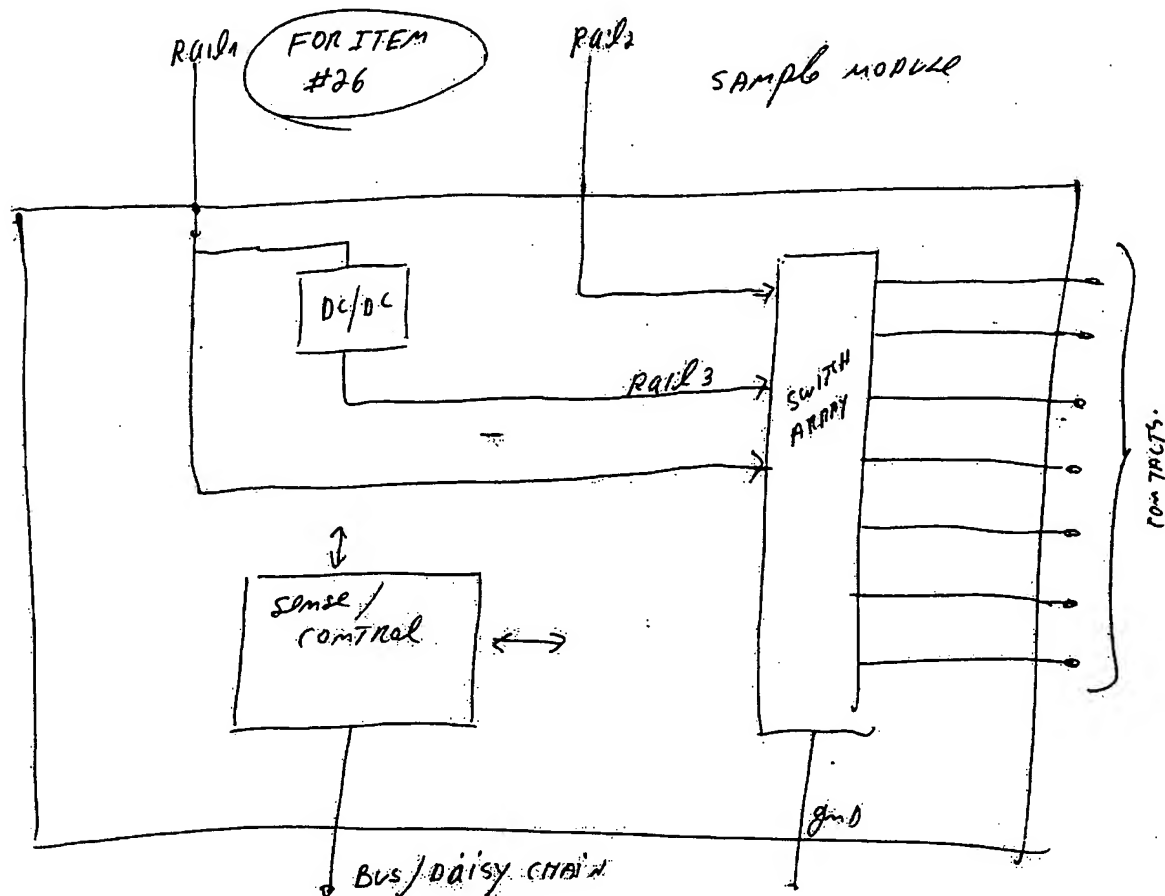 Rail1
FOR ITEM
#26
Rail2
SAMPLE MODULE
DC/DC
Rail 3
SWITCH
ARRAY
CONTACTS.
Sense/
CONTROL
GND
BUS/DAISY CHAIN